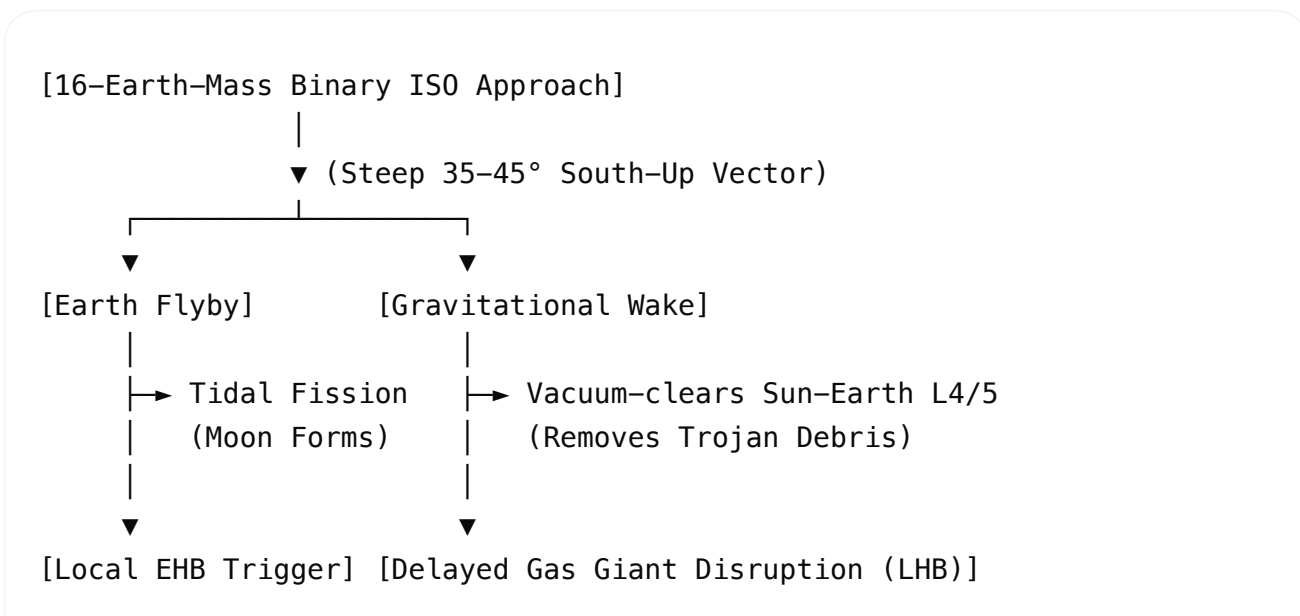 [16-Earth-Mass Binary ISO Approach]
(Steep 35-45° South-Up Vector)
[Earth Flyby] [Gravitational Wake]
Tidal Fission Vacuum-clears Sun-Earth L4/5
(Moon Forms) (Removes Trojan Debris)
[Local EHB Trigger] [Delayed Gas Giant Disruption (LHB)]